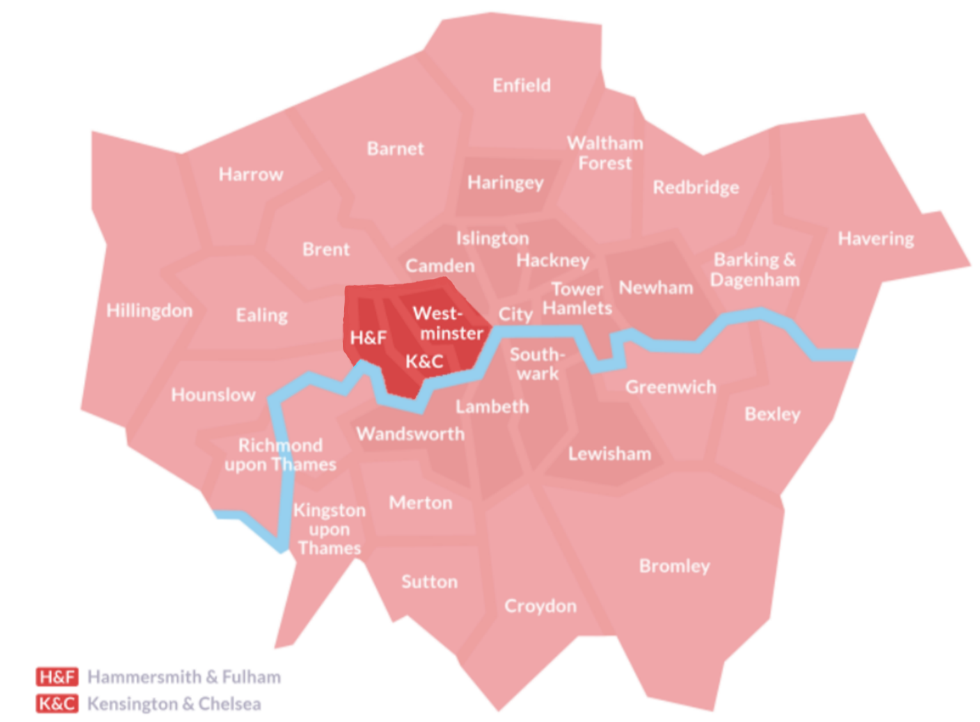 Enfield
Waltham
Forest
Barnet
Harrow
Haringey
Redbridge
Islington
Havering
Brent
Hackney
Camden
Barking &
Dagenham
Tower
Hamlets
Newham
Hillingdon
Ealing
City
West-
minster
H&F
K&C
South-
wark
Greenwich
Hounslow
Lambeth
Bexley
Wandsworth
Richmond
upon Thames
Lewisham
Merton
Kingston
upon
Thames
Bromley
Sutton
Croydon
H&F Hammersmith & Fulham
K&C Kensington & Chelsea